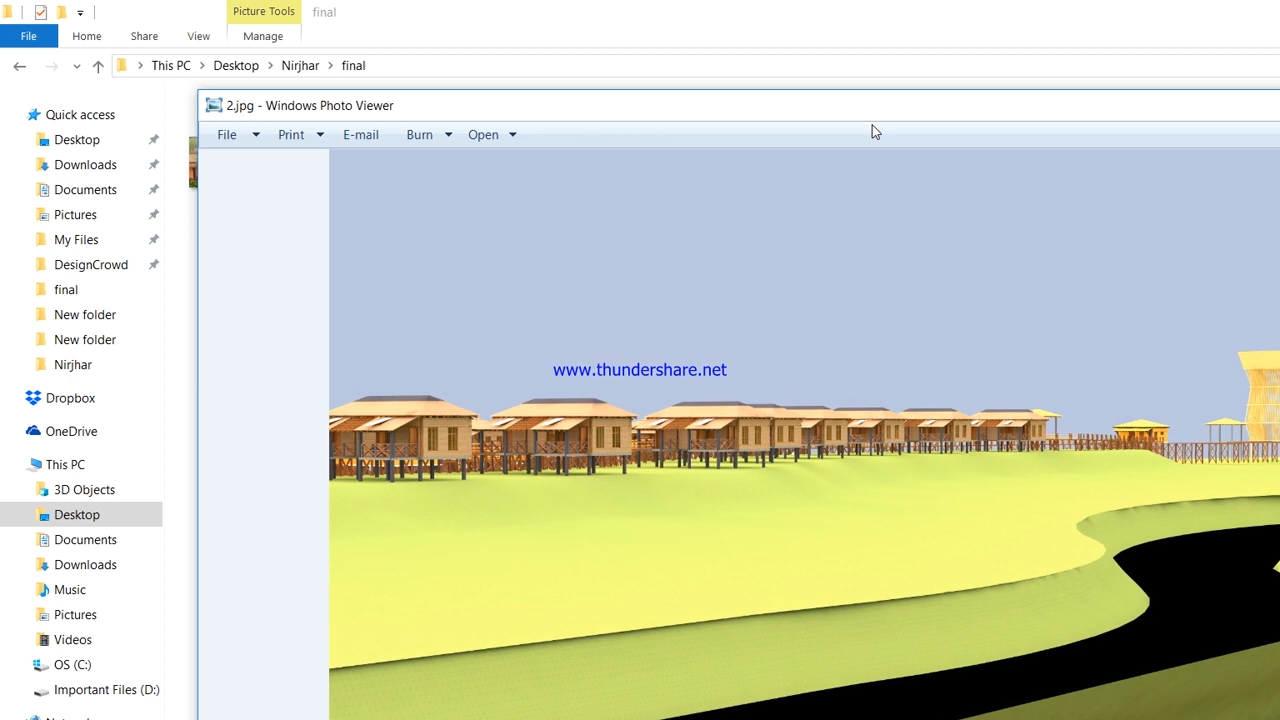 Picture Tools
final
File
Home
Share
View
Manage
This PC
Desktop
Nirjhar
final
Quick access
Desktop
Downloads
Documents
Pictures
My Files
DesignCrowd
final
New folder
New folder
Nirjhar
Dropbox
OneDrive
This PC
3D Objects
Desktop
Documents
Downloads
Music
Pictures
Videos
OS (C:)
Important Files (D:)
2.jpg - Windows Photo Viewer
File
Print
E-mail
Burn
Open
www.thundershare.net